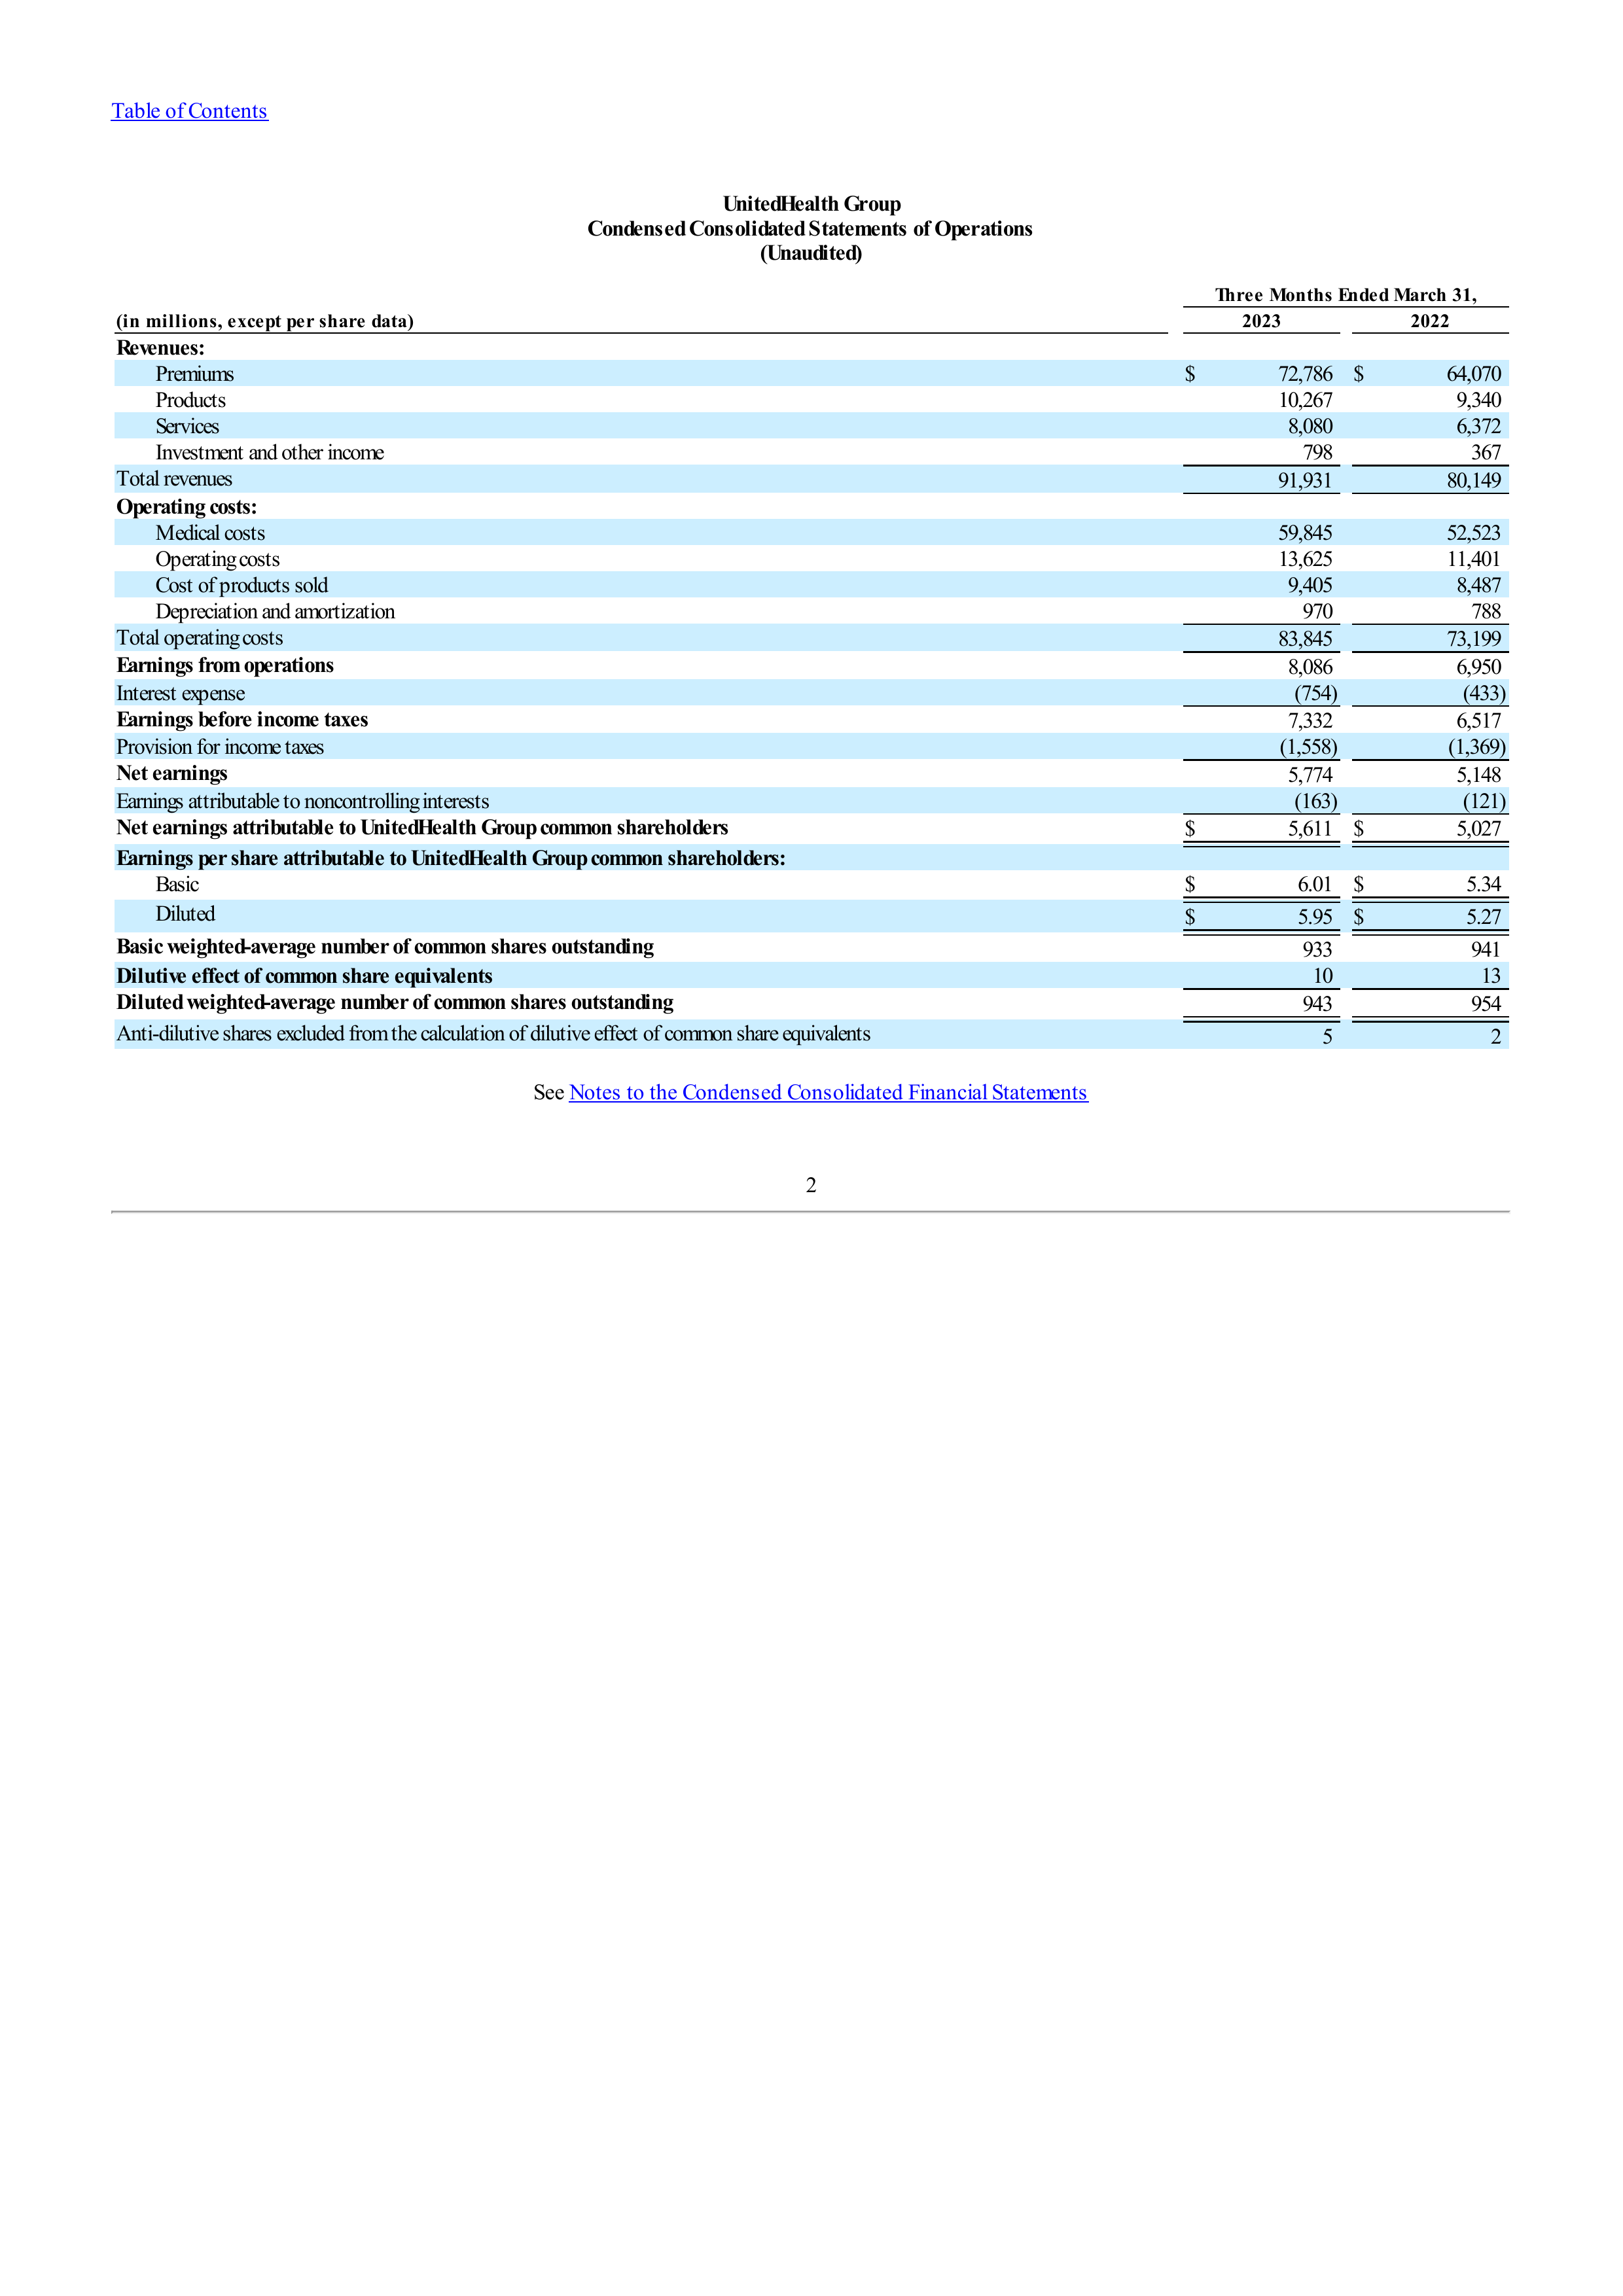 Table of Contents
UnitedHealth Group
Condensed Consolidated Statements of Operations
(Unaudited)
Three Months Ended March 31,
(in millions, except per share data) 2023 2022
Revenues:
Premiums $ 72,786 $ 64,070
Products 10,267 9,340
Services 8,080 6,372
Investment and other income 798 367
Total revenues 91,931 80,149
Operating costs:
Medical costs 59,845 52,523
Operating costs 13,625 11,401
Cost of products sold 9,405 8,487
Depreciation and amortization 970 788
Total operating costs 83,845 73,199
Earnings from operations 8,086 6,950
Interest expense (754) (433)
Earnings before income taxes 7,332 6,517
Provision for income taxes (1,558) (1,369)
Net earnings 5,774 5,148
Earnings attributable to noncontrolling interests (163) (121)
Net earnings attributable to UnitedHealth Group common shareholders $ 5,611 $ 5,027
Earnings per share attributable to UnitedHealth Group common shareholders:
Basic $ 6.01 $ 5.34
Diluted $ 5.95 $ 5.27
Basic weighted-average number of common shares outstanding 933 941
Dilutive effect of common share equivalents 10 13
Diluted weighted-average number of common shares outstanding 943 954
Anti-dilutive shares excluded from the calculation of dilutive effect of common share equivalents 5 2
See Notes to the Condensed Consolidated Financial Statements
2